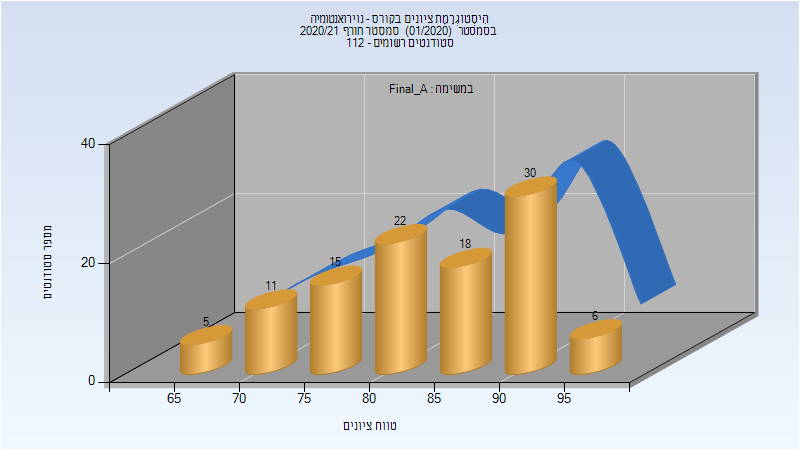 היסטוגרמת ציונים בקורס - נוירואנטומיה
בסמסטר (01/2020) סמסטר חורף 2020/21
סטודנטים רשומים - 112
במשימה : Final_A
מספר סטודנטים
40
20
0
5
11
15
22
18
30
6
65
70
75
80
85
90
95
טווח ציונים